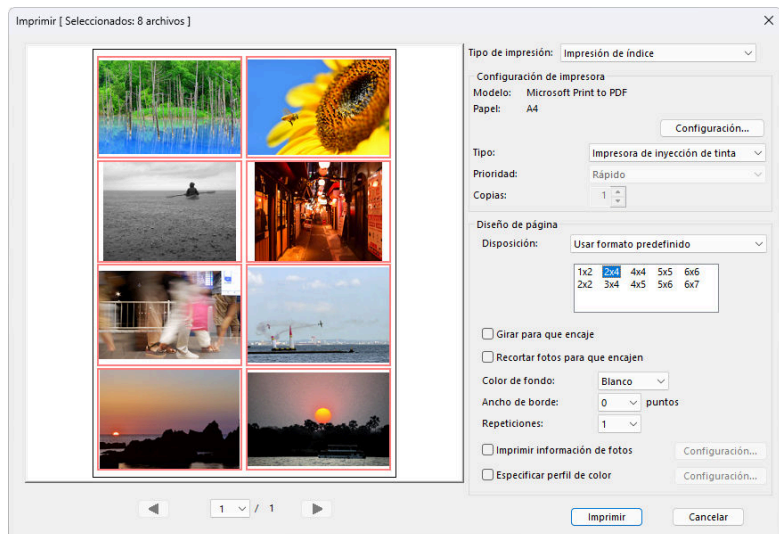 Imprimir [ Seleccionados: 8 archivos ]
Tipo de impresión: Impresión de índice
Configuración de impresora
Modelo: Microsoft Print to PDF
Papel: A4
Configuración...
Tipo: Impresora de inyección de tinta
Prioridad: Rápido
Copias: 1
Diseño de página
Disposición: Usar formato predefinido
1x2 2x4 4x4 5x5 6x6
2x2 3x4 4x5 5x6 6x7
Girar para que encaje
Recortar fotos para que encajen
Color de fondo: Blanco
Ancho de borde: 0 puntos
Repeticiones: 1
Imprimir información de fotos Configuración...
Especificar perfil de color Configuración...
1 / 1
Imprimir Cancelar